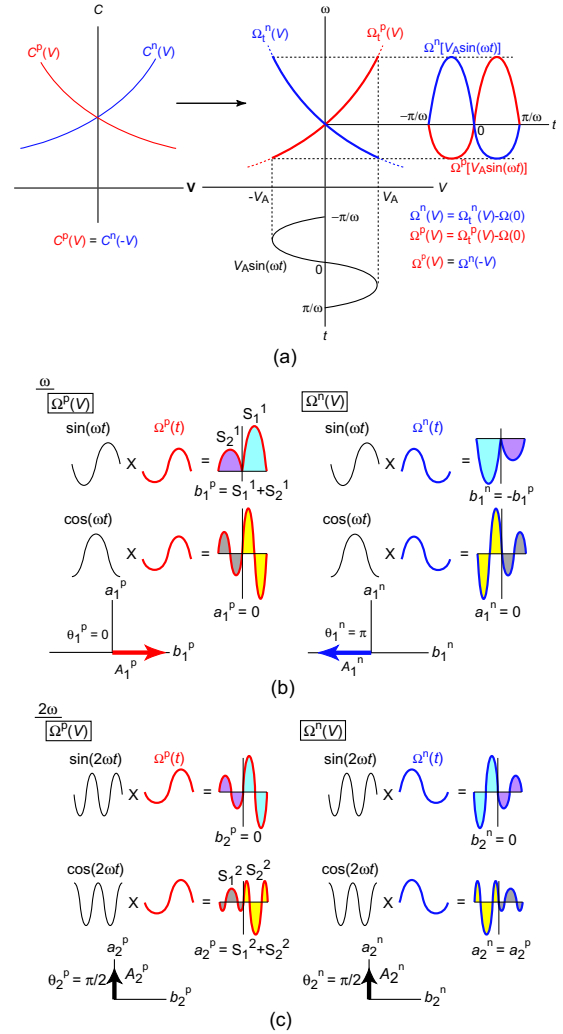 C
ω
C^p(V)
C^n(V)
Ω_t^n(V)
Ω_t^p(V)
Ω^n[V_A sin(ωt)]
−π/ω
0
π/ω
t
Ω^p[V_A sin(ωt)]
V
-V_A
V_A
V
C^p(V) = C^n(-V)
−π/ω
V_A sin(ωt)
0
π/ω
t
Ω^n(V) = Ω_t^n(V)-Ω(0)
Ω^p(V) = Ω_t^p(V)-Ω(0)
Ω^p(V) = Ω^n(-V)
(a)
ω
Ω^p(V)
Ω^n(V)
sin(ωt)
Ω^p(t)
S_2^1
S_1^1
X
=
b_1^p = S_1^1+S_2^1
sin(ωt)
Ω^n(t)
X
=
b_1^n = -b_1^p
cos(ωt)
X
=
a_1^p = 0
cos(ωt)
X
=
a_1^n = 0
a_1^p
θ_1^p = 0
A_1^p
b_1^p
a_1^n
θ_1^n = π
A_1^n
b_1^n
(b)
2ω
Ω^p(V)
Ω^n(V)
sin(2ωt)
Ω^p(t)
X
=
b_2^p = 0
sin(2ωt)
Ω^n(t)
X
=
b_2^n = 0
cos(2ωt)
S_1^2
S_2^2
X
=
a_2^p = S_1^2+S_2^2
cos(2ωt)
X
=
a_2^n = a_2^p
a_2^p
θ_2^p = π/2
A_2^p
b_2^p
a_2^n
θ_2^n = π/2
A_2^n
b_2^n
(c)